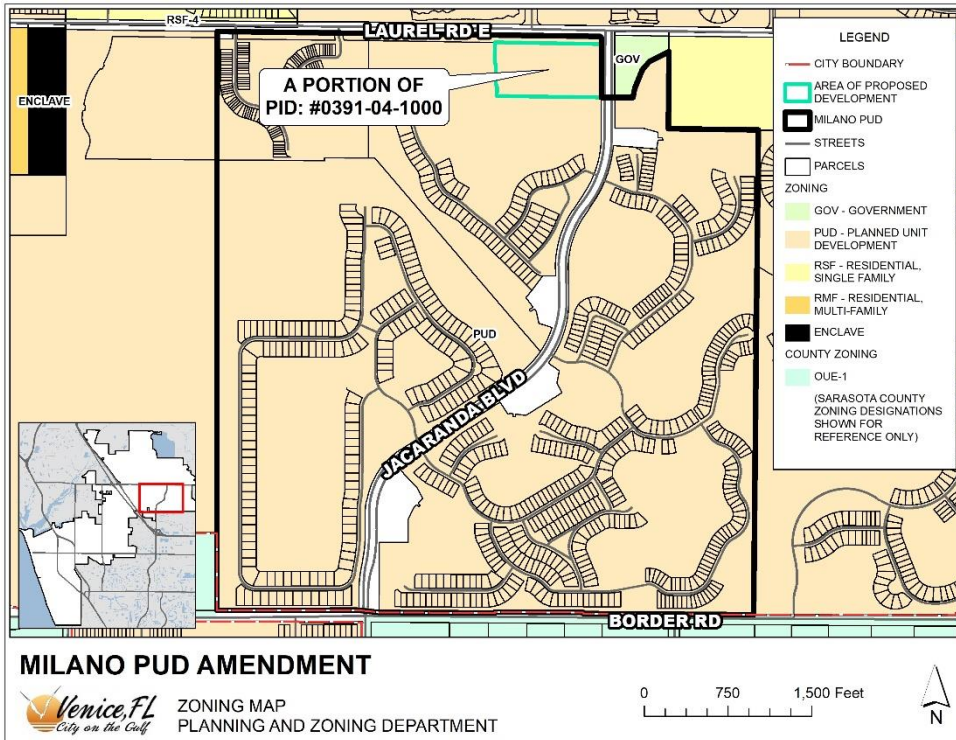 RSF-4
LAUREL RD E
GOV
A PORTION OF
PID: #0391-04-1000
ENCLAVE
PUD
JACARANDA BLVD
BORDER RD
LEGEND
CITY BOUNDARY
AREA OF PROPOSED
DEVELOPMENT
MILANO PUD
STREETS
PARCELS
ZONING
GOV - GOVERNMENT
PUD - PLANNED UNIT
DEVELOPMENT
RSF - RESIDENTIAL,
SINGLE FAMILY
RMF - RESIDENTIAL,
MULTI-FAMILY
ENCLAVE
COUNTY ZONING
OUE-1
(SARASOTA COUNTY
ZONING DESIGNATIONS
SHOWN FOR
REFERENCE ONLY)
MILANO PUD AMENDMENT
Venice, FL
City on the Gulf
ZONING MAP
PLANNING AND ZONING DEPARTMENT
0 750 1,500 Feet
N